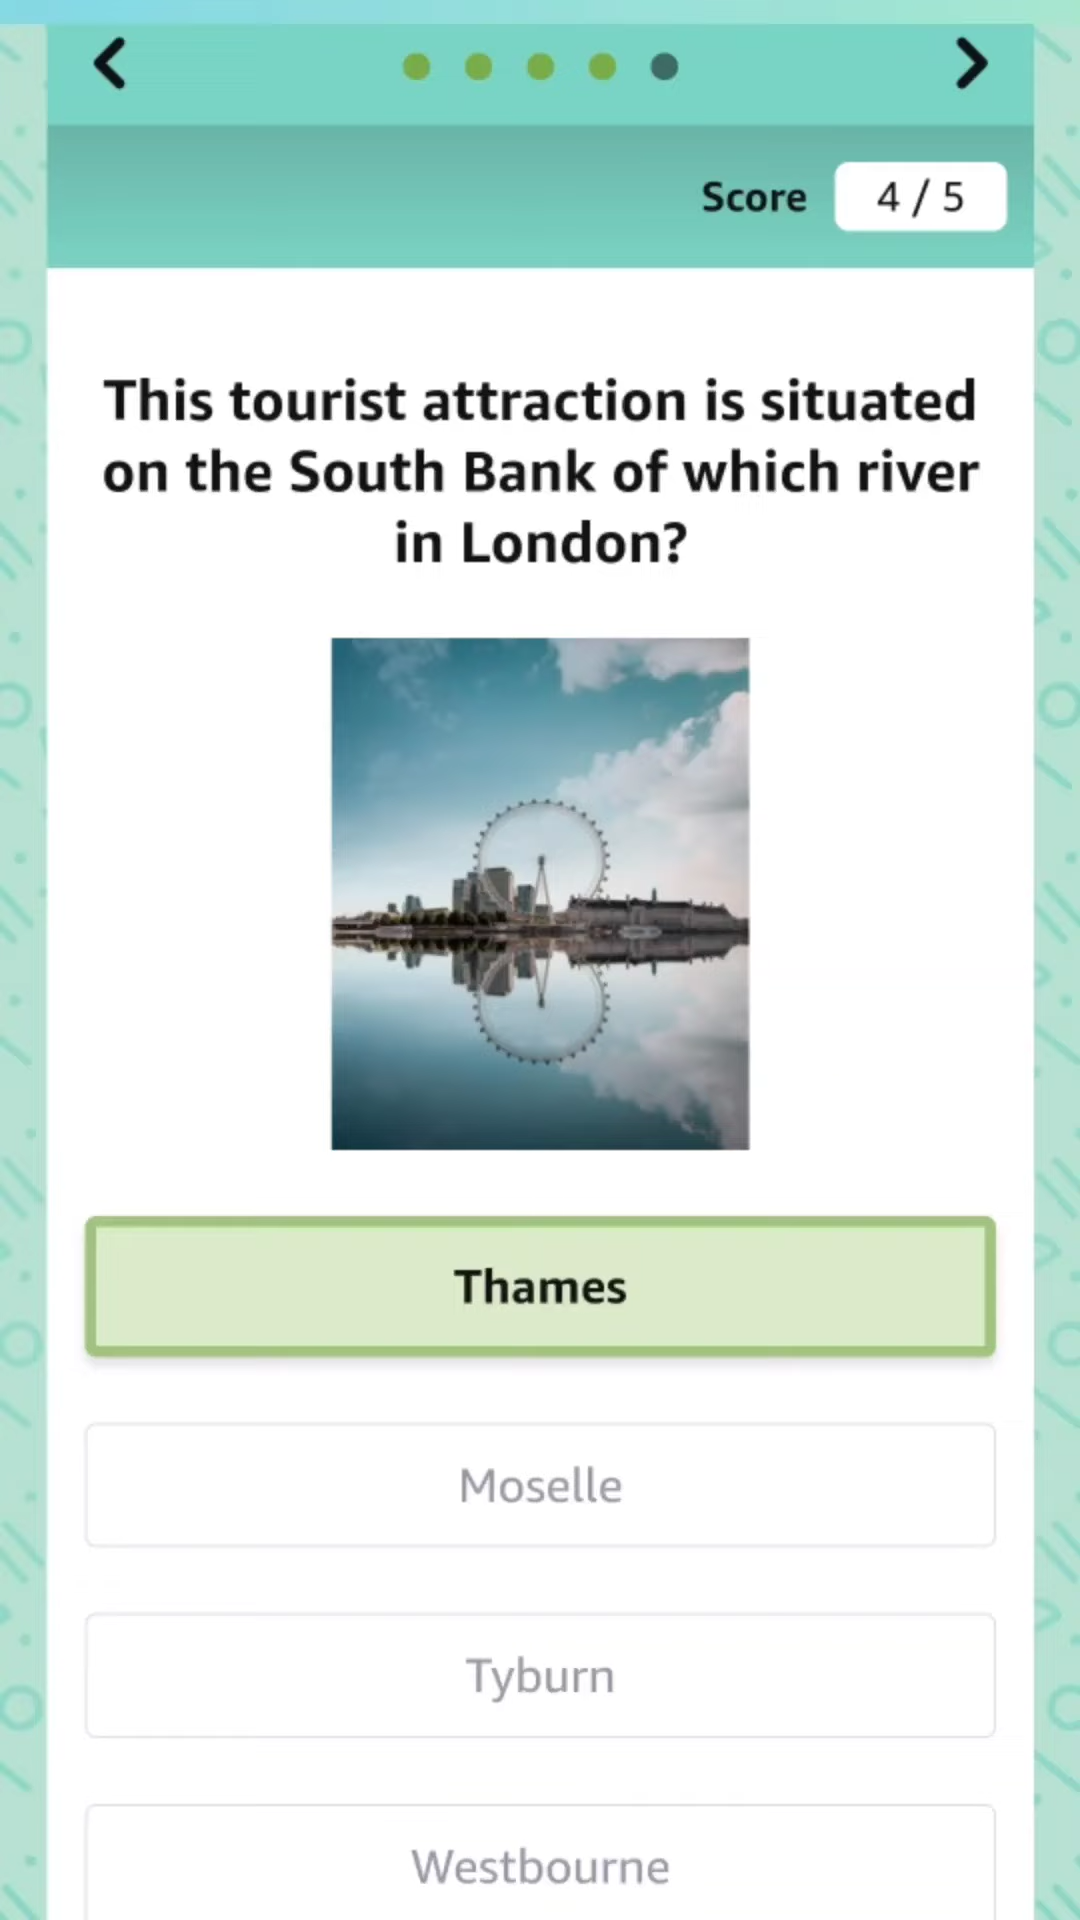 Score 4 / 5
This tourist attraction is situated
on the South Bank of which river
in London?
Thames
Moselle
Tyburn
Westbourne